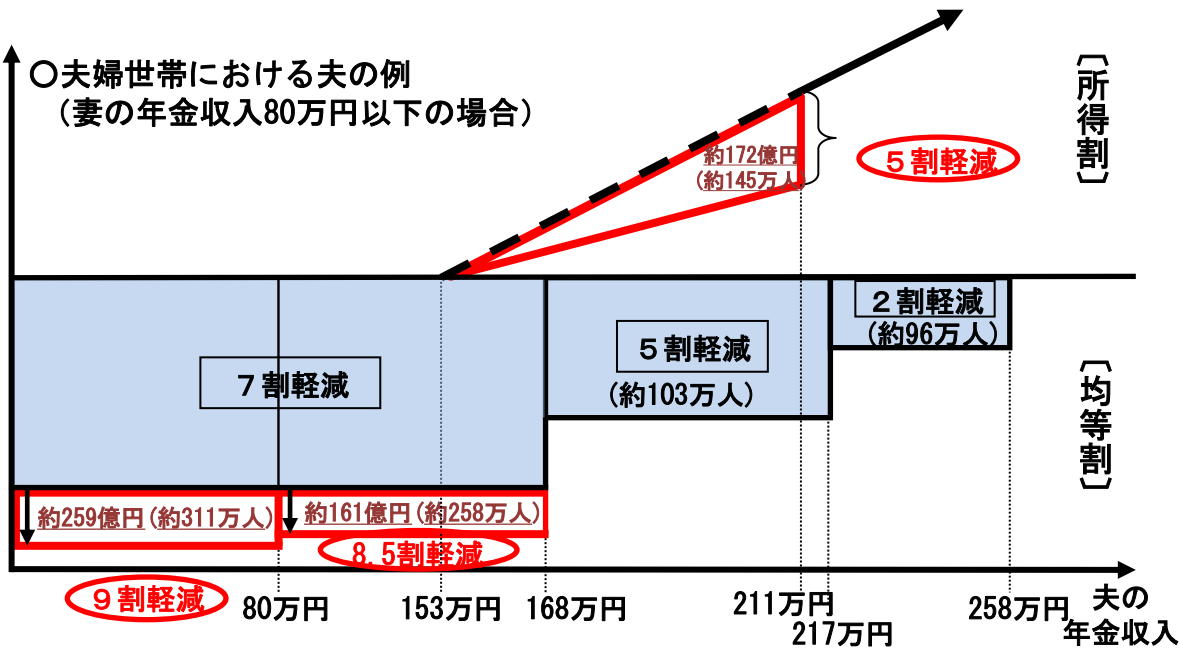 〇夫婦世帯における夫の例
（妻の年金収入80万円以下の場合）
〔所得割〕
約172億円
（約145万人）
５割軽減
２割軽減
（約96万人）
５割軽減
（約103万人）
７割軽減
〔均等割〕
約259億円（約311万人）
約161億円（約258万人）
8.5割軽減
９割軽減
80万円
153万円
168万円
211万円
217万円
258万円
夫の
年金収入